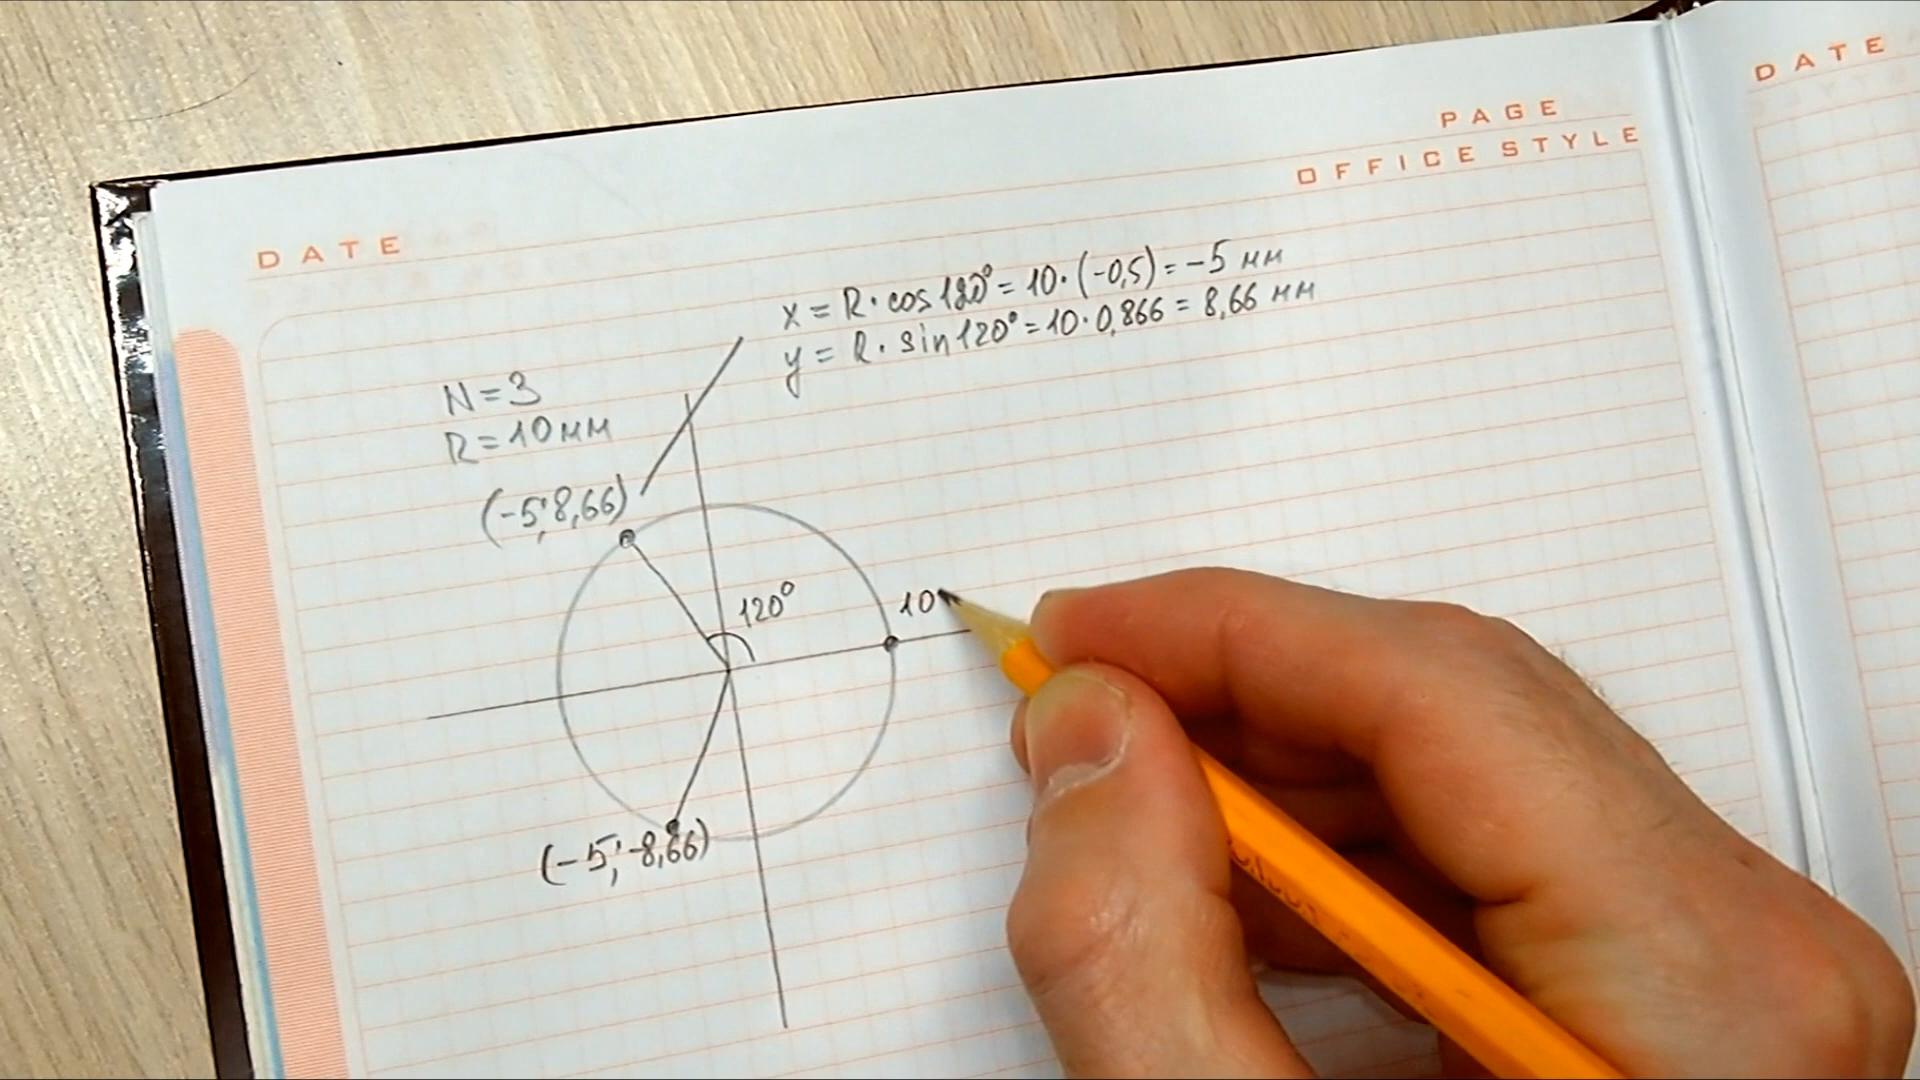 DATE
PAGE
OFFICE STYLE
DATE
x = R · cos 120° = 10 · (-0,5) = -5 мм
y = R · sin 120° = 10 · 0,866 = 8,66 мм
N = 3
R = 10 мм
(-5; 8,66)
120°
10
(-5; -8,66)